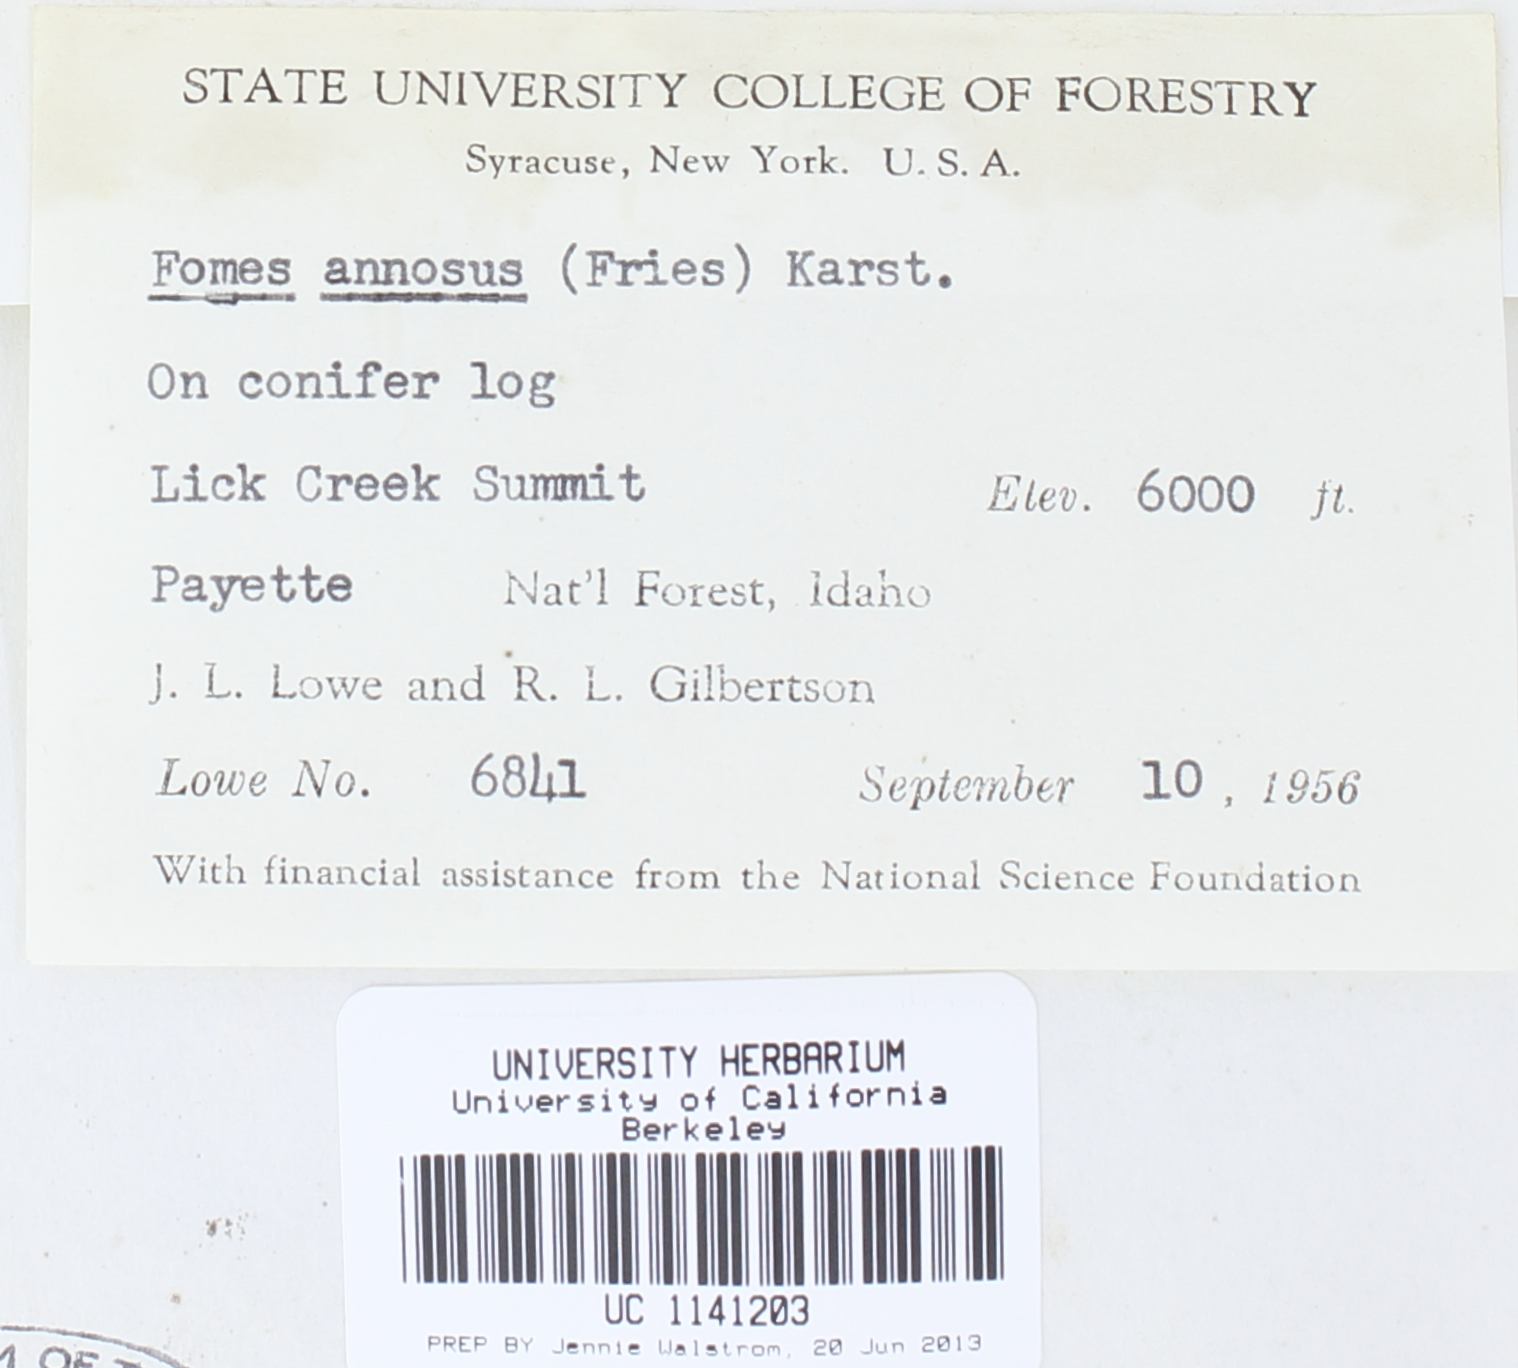 STATE UNIVERSITY COLLEGE OF FORESTRY
Syracuse, New York. U. S. A.
Fomes annosus (Fries) Karst.
On conifer log
Lick Creek Summit Elev. 6000 ft.
Payette Nat'l Forest, Idaho
J. L. Lowe and R. L. Gilbertson
Lowe No. 6841 September 10, 1956
With financial assistance from the National Science Foundation
UNIVERSITY HERBARIUM
University of California
Berkeley
UC 1141203
PREP BY Jennie Walstrom, 20 Jun 2013
OF